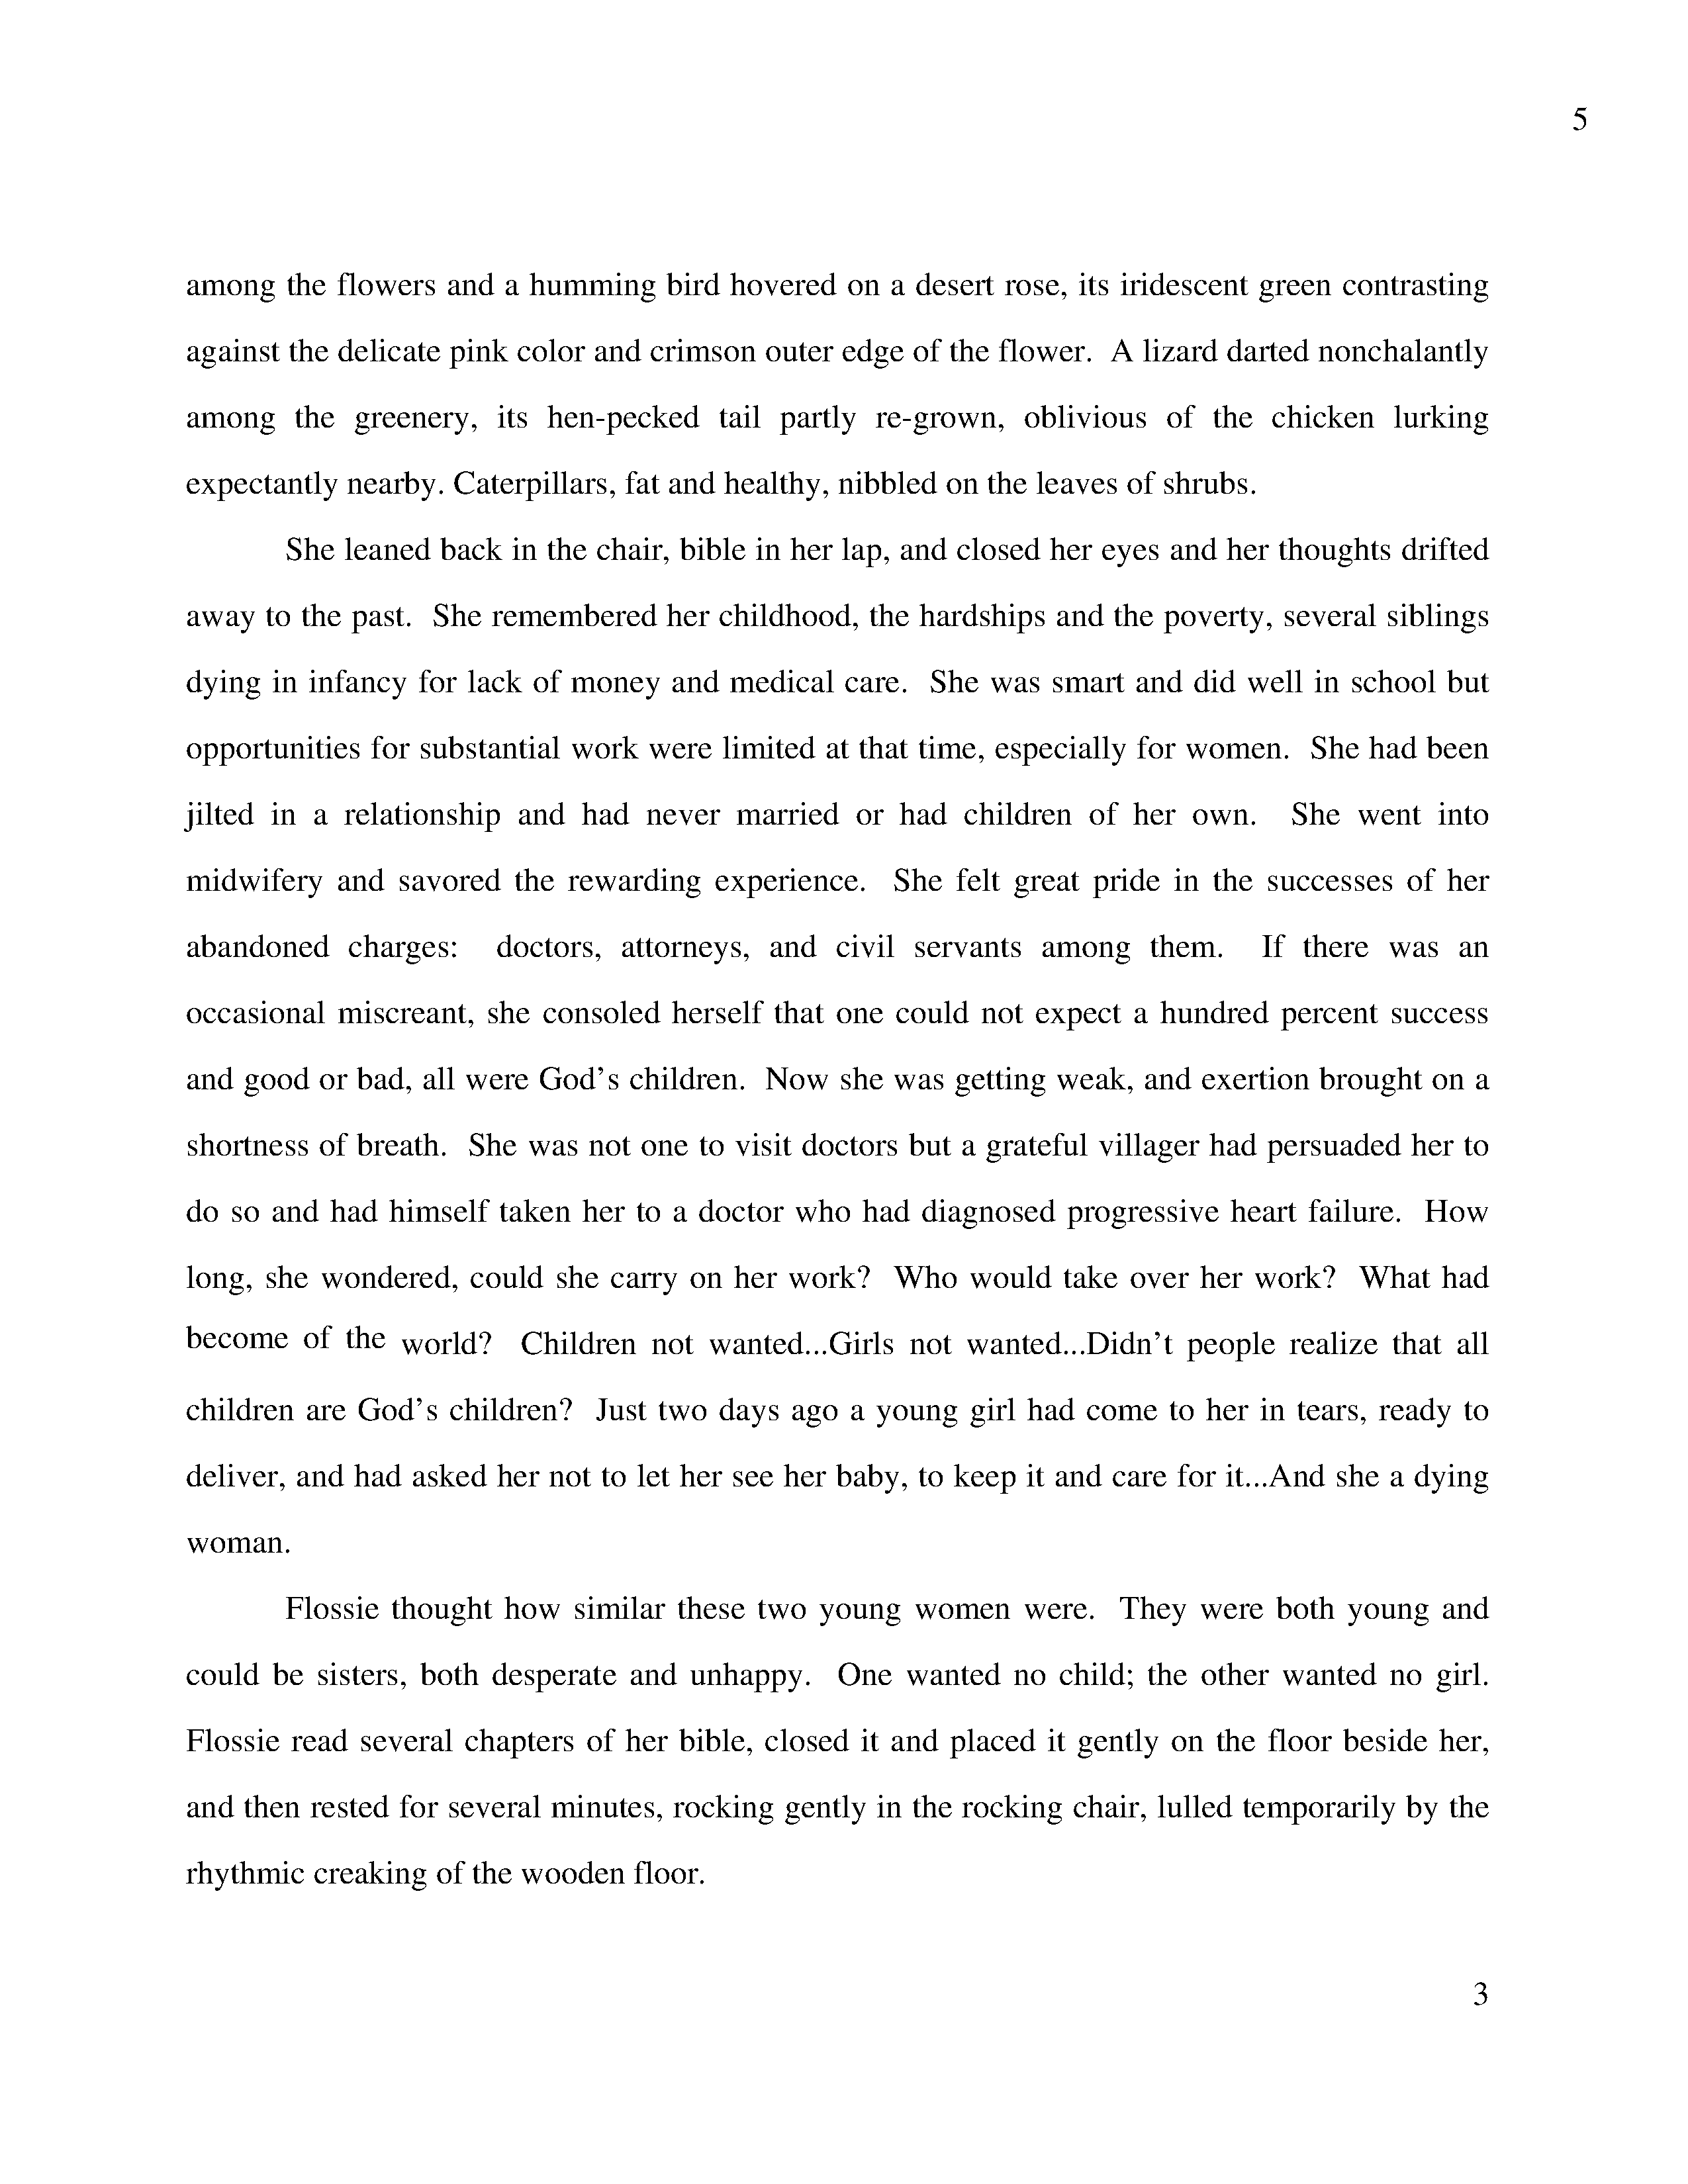 5
among the flowers and a humming bird hovered on a desert rose, its iridescent green contrasting
against the delicate pink color and crimson outer edge of the flower.  A lizard darted nonchalantly
among the greenery, its hen-pecked tail partly re-grown, oblivious of the chicken lurking
expectantly nearby. Caterpillars, fat and healthy, nibbled on the leaves of shrubs.
She leaned back in the chair, bible in her lap, and closed her eyes and her thoughts drifted
away to the past.  She remembered her childhood, the hardships and the poverty, several siblings
dying in infancy for lack of money and medical care.  She was smart and did well in school but
opportunities for substantial work were limited at that time, especially for women.  She had been
jilted in a relationship and had never married or had children of her own.  She went into
midwifery and savored the rewarding experience.  She felt great pride in the successes of her
abandoned charges:  doctors, attorneys, and civil servants among them.  If there was an
occasional miscreant, she consoled herself that one could not expect a hundred percent success
and good or bad, all were God’s children.  Now she was getting weak, and exertion brought on a
shortness of breath.  She was not one to visit doctors but a grateful villager had persuaded her to
do so and had himself taken her to a doctor who had diagnosed progressive heart failure.  How
long, she wondered, could she carry on her work?  Who would take over her work?  What had
become of the world?  Children not wanted...Girls not wanted...Didn’t people realize that all
children are God’s children?  Just two days ago a young girl had come to her in tears, ready to
deliver, and had asked her not to let her see her baby, to keep it and care for it...And she a dying
woman.
Flossie thought how similar these two young women were.  They were both young and
could be sisters, both desperate and unhappy.  One wanted no child; the other wanted no girl.
Flossie read several chapters of her bible, closed it and placed it gently on the floor beside her,
and then rested for several minutes, rocking gently in the rocking chair, lulled temporarily by the
rhythmic creaking of the wooden floor.
3